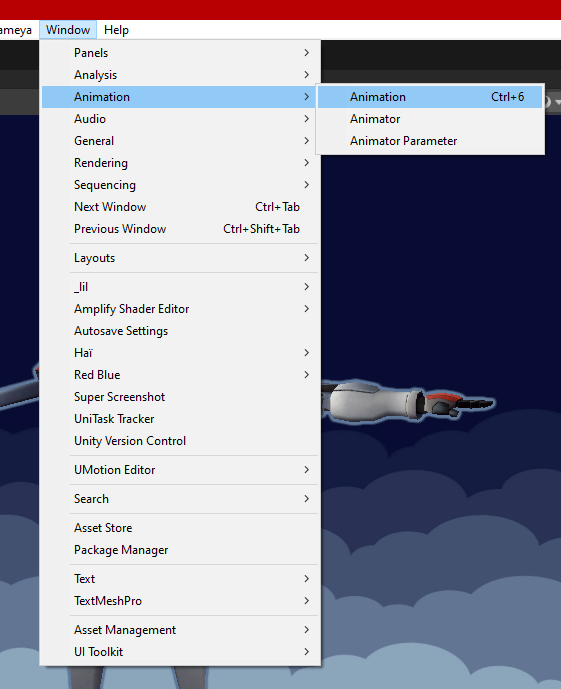 ameya Window Help
Panels
Analysis
Animation
Animation Ctrl+6
Audio
Animator
General
Animator Parameter
Rendering
Sequencing
Next Window Ctrl+Tab
Previous Window Ctrl+Shift+Tab
Layouts
_lil
Amplify Shader Editor
Autosave Settings
Haï
Red Blue
Super Screenshot
UniTask Tracker
Unity Version Control
UMotion Editor
Search
Asset Store
Package Manager
Text
TextMeshPro
Asset Management
UI Toolkit